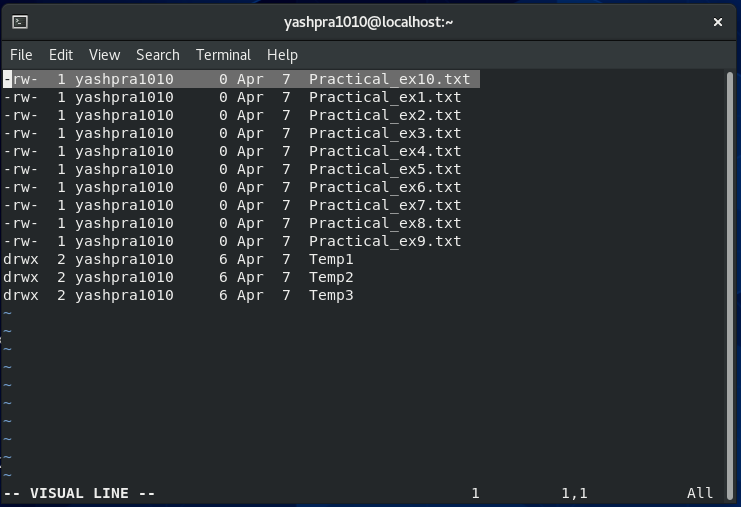 yashpra1010@localhost:~
File Edit View Search Terminal Help
-rw-  1 yashpra1010     0 Apr  7  Practical_ex10.txt
-rw-  1 yashpra1010     0 Apr  7  Practical_ex1.txt
-rw-  1 yashpra1010     0 Apr  7  Practical_ex2.txt
-rw-  1 yashpra1010     0 Apr  7  Practical_ex3.txt
-rw-  1 yashpra1010     0 Apr  7  Practical_ex4.txt
-rw-  1 yashpra1010     0 Apr  7  Practical_ex5.txt
-rw-  1 yashpra1010     0 Apr  7  Practical_ex6.txt
-rw-  1 yashpra1010     0 Apr  7  Practical_ex7.txt
-rw-  1 yashpra1010     0 Apr  7  Practical_ex8.txt
-rw-  1 yashpra1010     0 Apr  7  Practical_ex9.txt
drwx  2 yashpra1010     6 Apr  7  Temp1
drwx  2 yashpra1010     6 Apr  7  Temp2
drwx  2 yashpra1010     6 Apr  7  Temp3
~
~
~
~
~
~
~
~
~
~
-- VISUAL LINE --                                   1         1,1           All